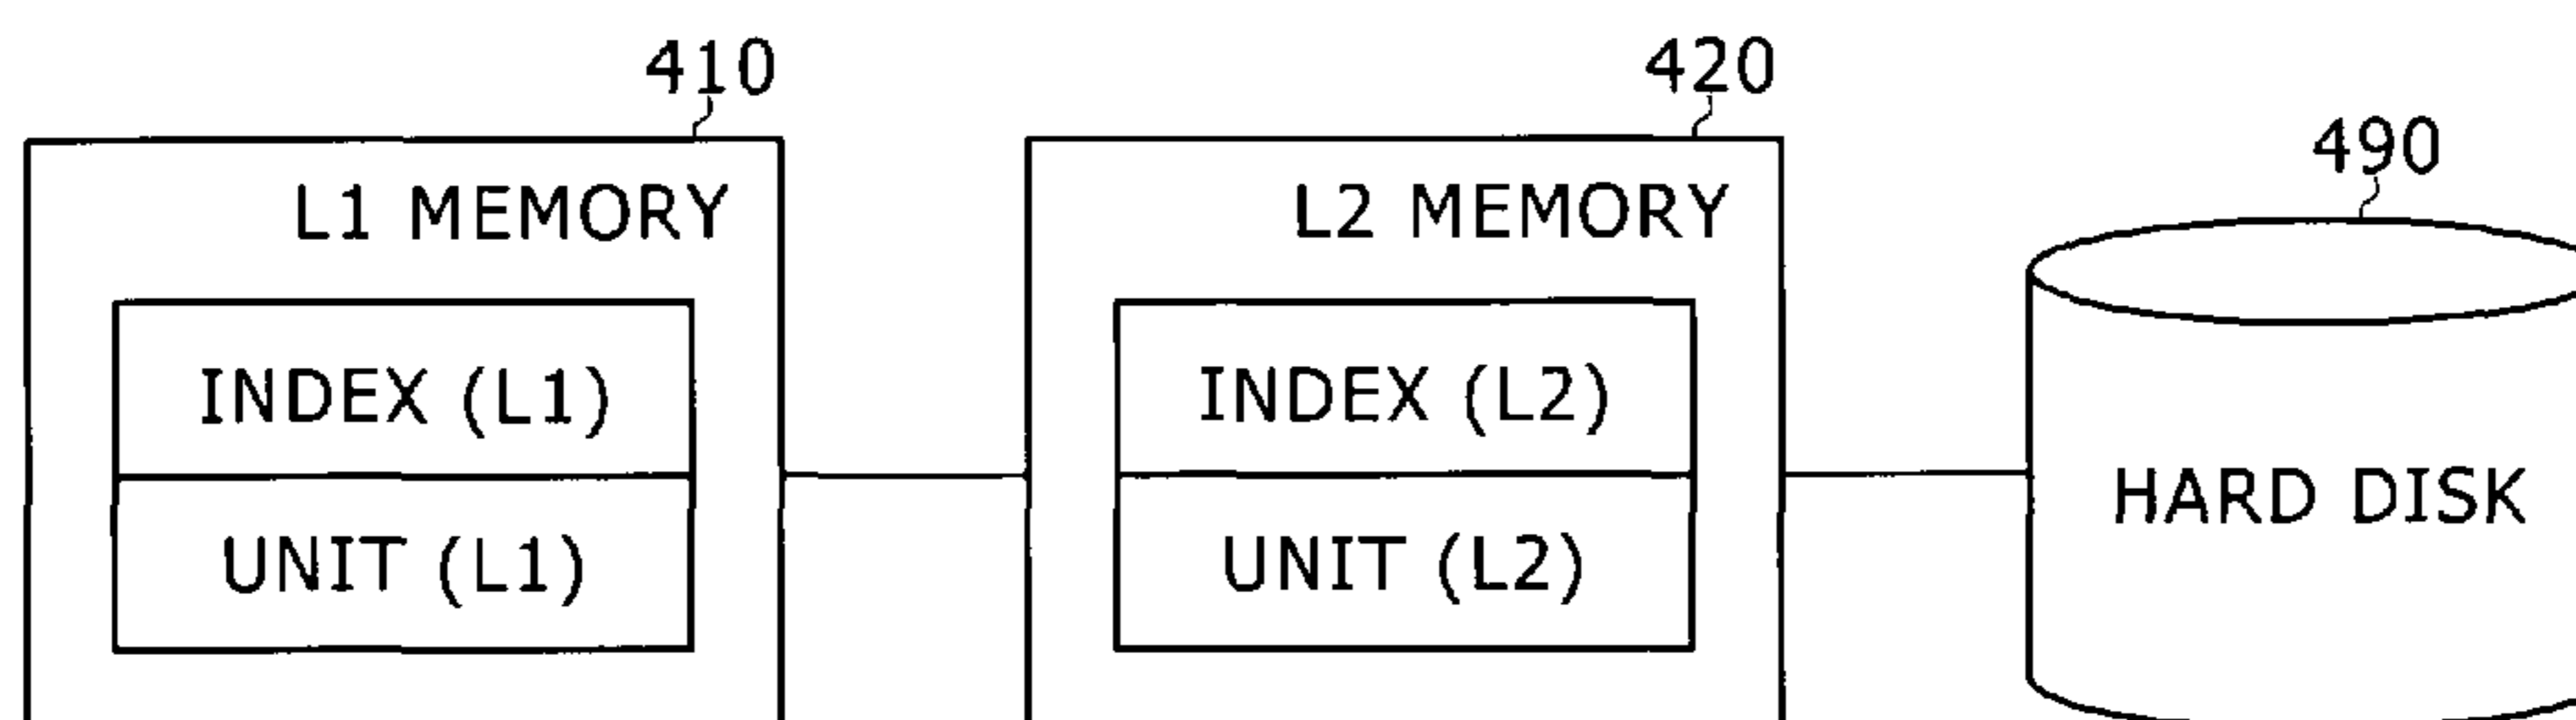 410
L1 MEMORY
INDEX (L1)
UNIT (L1)
420
L2 MEMORY
INDEX (L2)
UNIT (L2)
490
HARD DISK